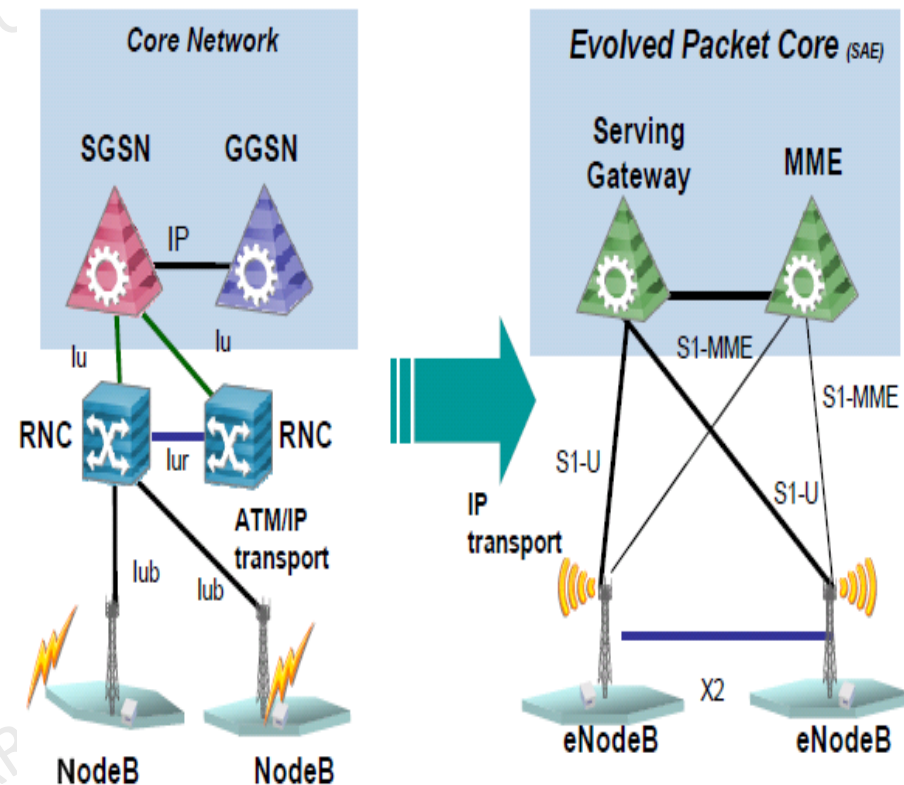 Core Network
SGSN
GGSN
IP
Iu
Iu
RNC
RNC
Iur
ATM/IP
transport
Iub
Iub
NodeB
NodeB
IP
transport
Evolved Packet Core (SAE)
Serving
Gateway
MME
S1-MME
S1-MME
S1-U
S1-U
X2
eNodeB
eNodeB